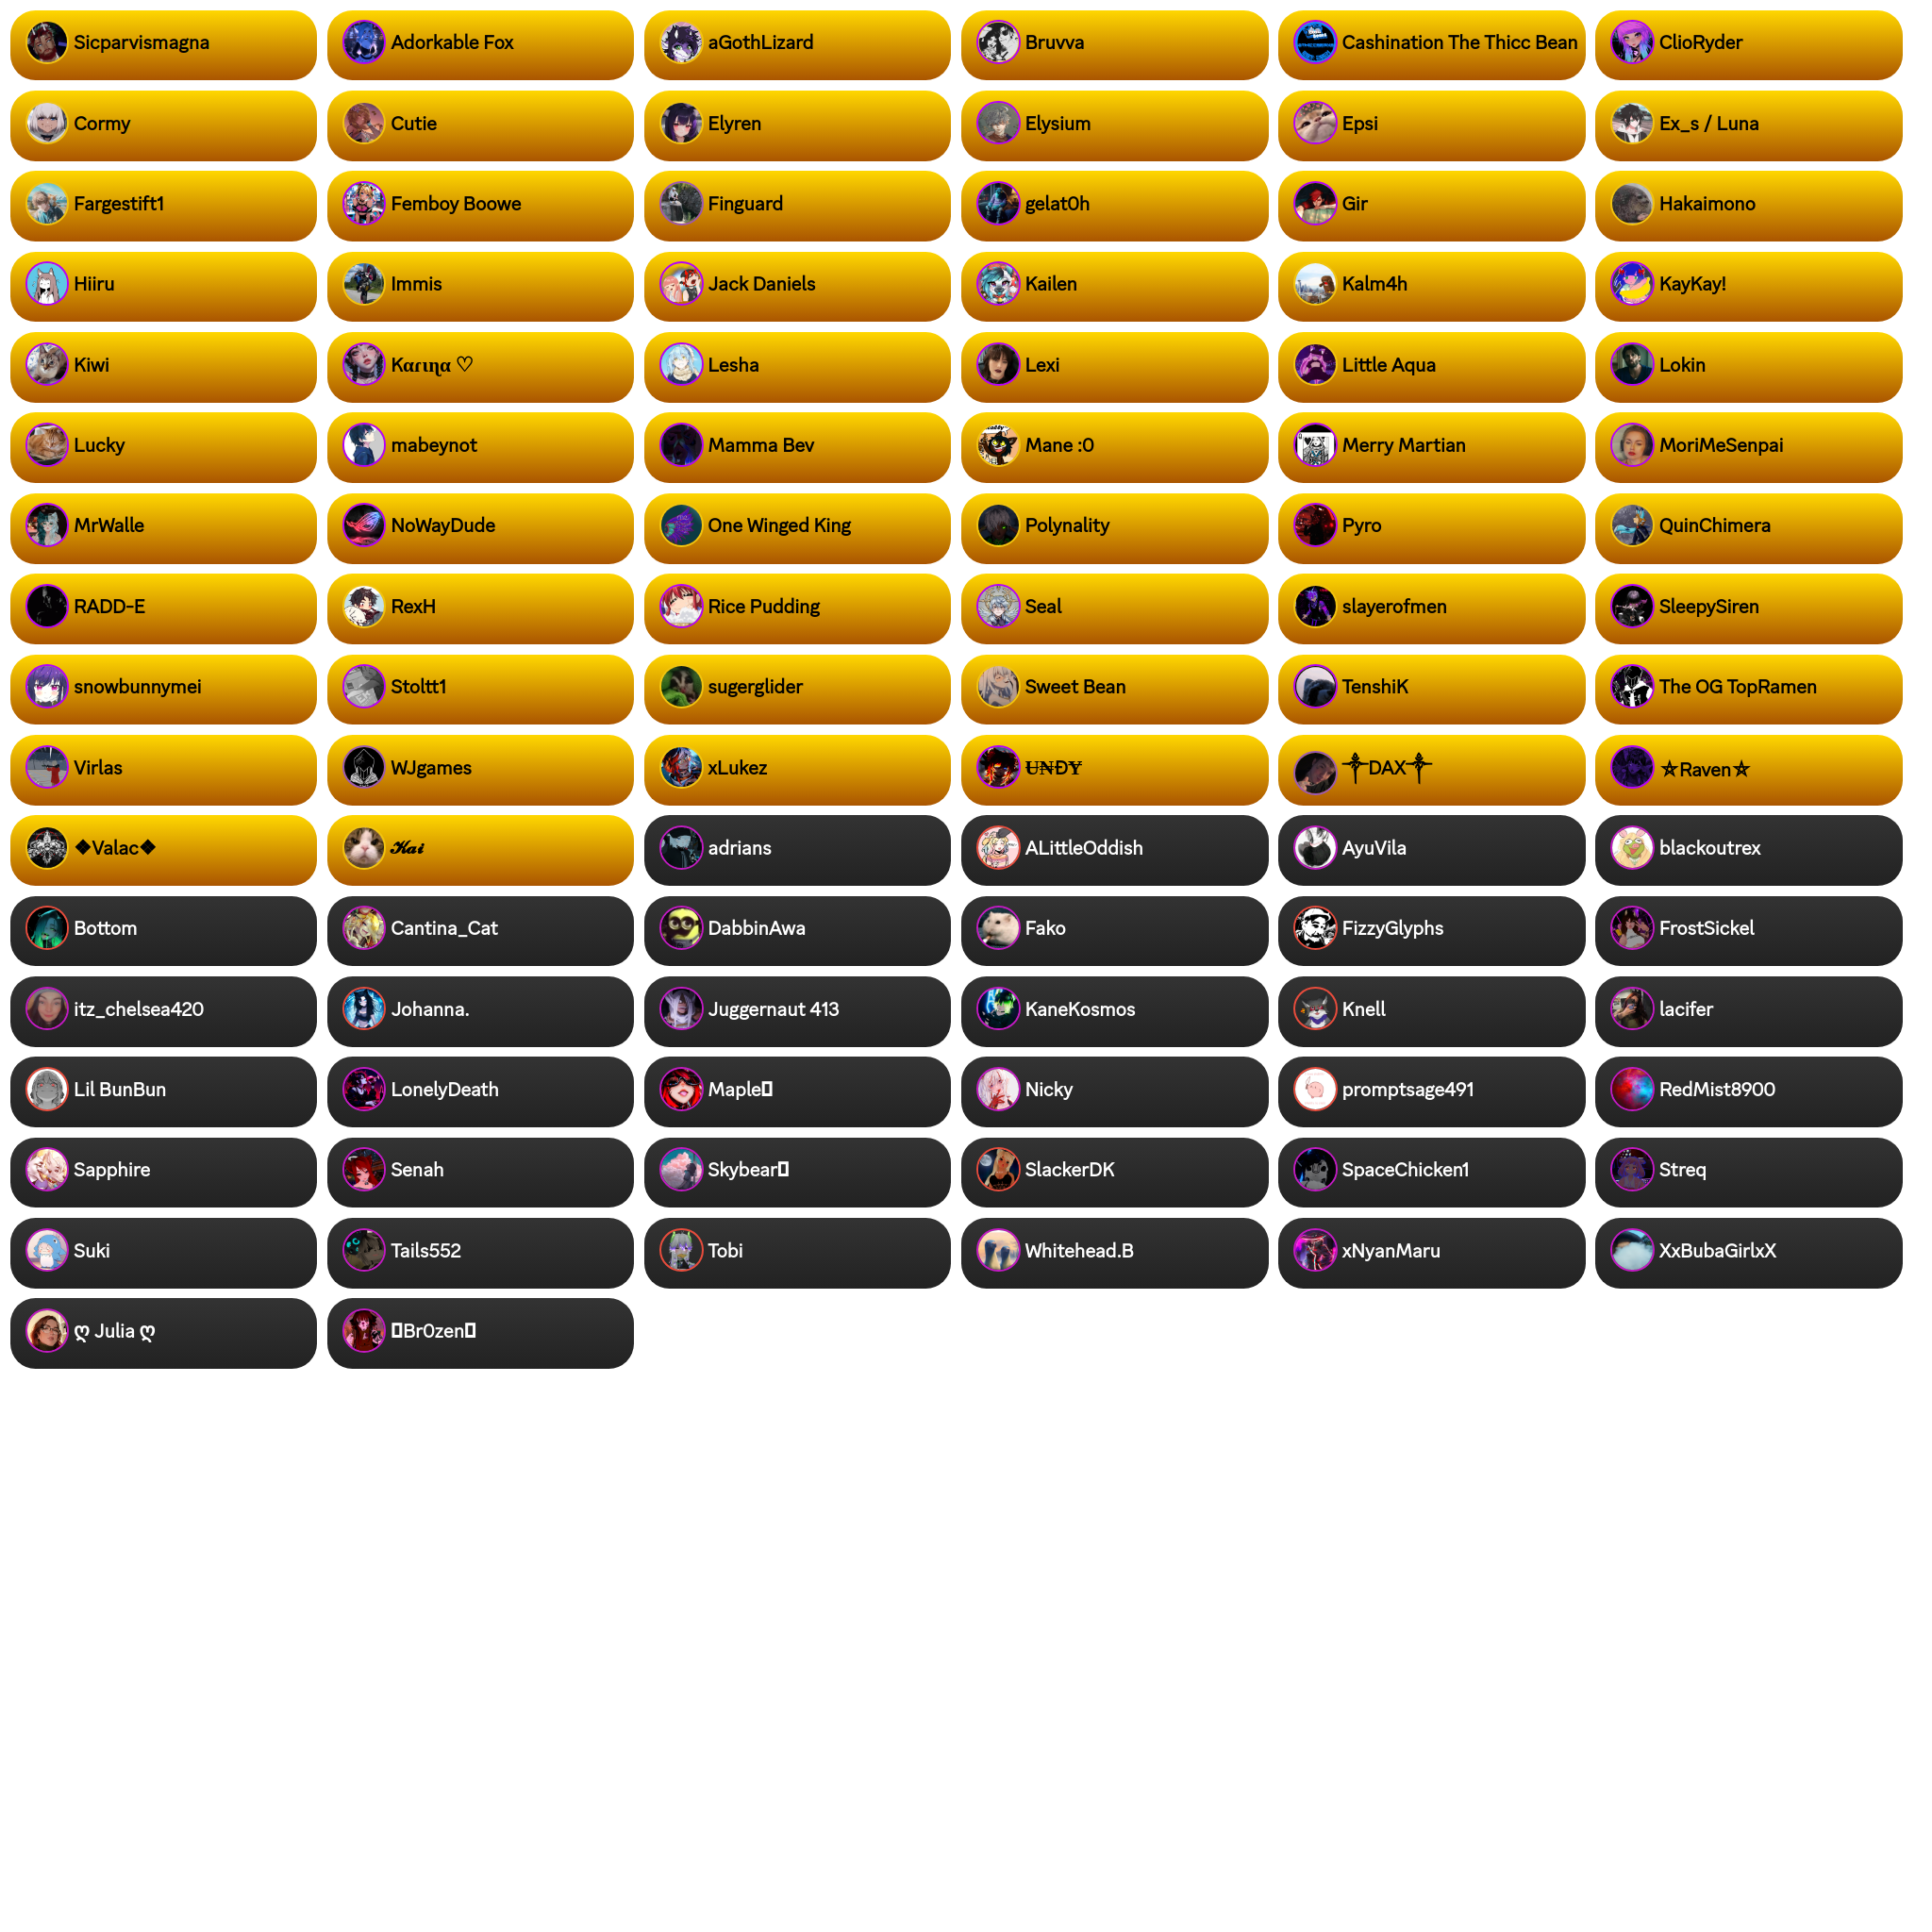 Sicparvismagna
Adorkable Fox
aGothLizard
Bruvva
Cashination The Thicc Bean
ClioRyder
Cormy
Cutie
Elyren
Elysium
Epsi
Ex_s / Luna
Fargestift1
Femboy Boowe
Finguard
gelat0h
Gir
Hakaimono
Hiiru
Immis
Jack Daniels
Kailen
Kalm4h
KayKay!
Kiwi
Kαɾιɳα ♡
Lesha
Lexi
Little Aqua
Lokin
Lucky
mabeynot
Mamma Bev
Mane :0
Merry Martian
MoriMeSenpai
MrWalle
NoWayDude
One Winged King
Polynality
Pyro
QuinChimera
RADD-E
RexH
Rice Pudding
Seal
slayerofmen
SleepySiren
snowbunnymei
Stoltt1
sugerglider
Sweet Bean
TenshiK
The OG TopRamen
Virlas
WJgames
xLukez
U̶N̶ĐY̶
༒DAX༒
⛤Raven⛤
◆Valac◆
𝓚𝓪𝓲
adrians
ALittleOddish
AyuVila
blackoutrex
Bottom
Cantina_Cat
DabbinAwa
Fako
FizzyGlyphs
FrostSickel
itz_chelsea420
Johanna.
Juggernaut 413
KaneKosmos
Knell
lacifer
Lil BunBun
LonelyDeath
Maple
Nicky
promptsage491
RedMist8900
Sapphire
Senah
Skybear
SlackerDK
SpaceChicken1
Streq
Suki
Tails552
Tobi
Whitehead.B
xNyanMaru
XxBubaGirlxX
ღ Julia ღ
Br0zen